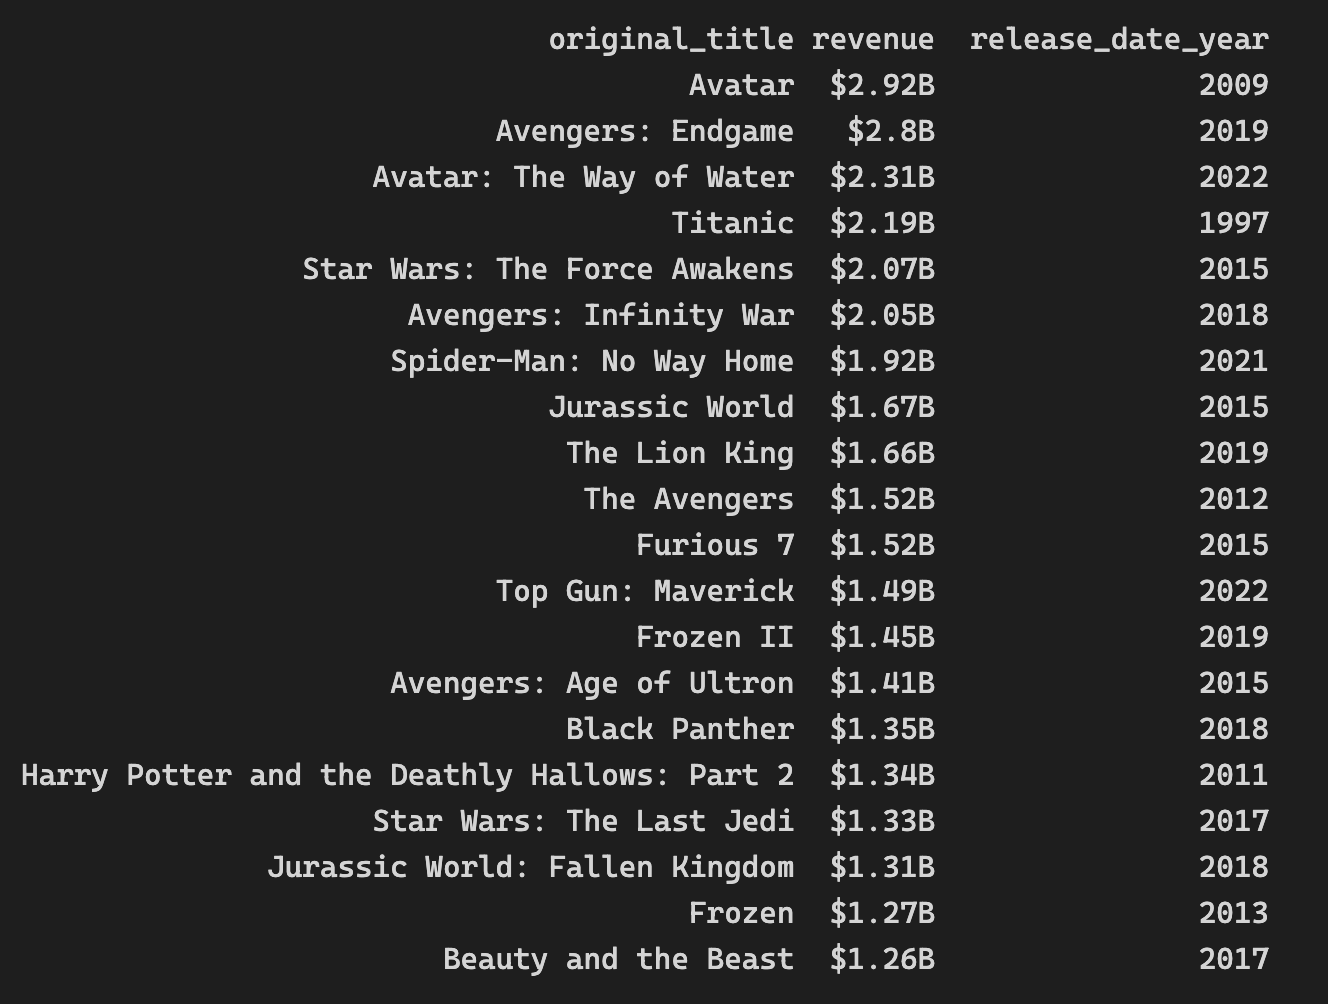 original_title revenue release_date_year
Avatar $2.92B 2009
Avengers: Endgame $2.8B 2019
Avatar: The Way of Water $2.31B 2022
Titanic $2.19B 1997
Star Wars: The Force Awakens $2.07B 2015
Avengers: Infinity War $2.05B 2018
Spider-Man: No Way Home $1.92B 2021
Jurassic World $1.67B 2015
The Lion King $1.66B 2019
The Avengers $1.52B 2012
Furious 7 $1.52B 2015
Top Gun: Maverick $1.49B 2022
Frozen II $1.45B 2019
Avengers: Age of Ultron $1.41B 2015
Black Panther $1.35B 2018
Harry Potter and the Deathly Hallows: Part 2 $1.34B 2011
Star Wars: The Last Jedi $1.33B 2017
Jurassic World: Fallen Kingdom $1.31B 2018
Frozen $1.27B 2013
Beauty and the Beast $1.26B 2017